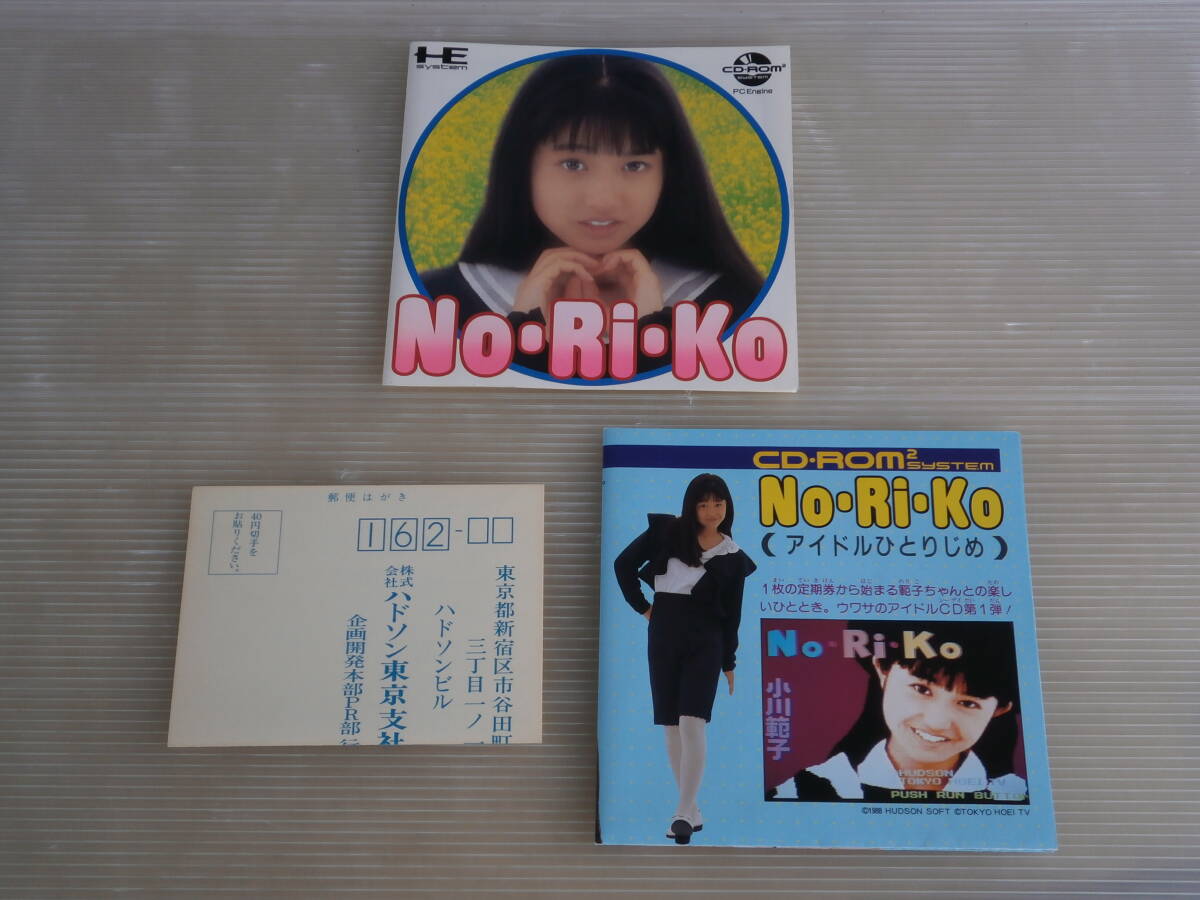 HE
system
CD·ROM²
SYSTEM
PC Engine
No·Ri·Ko
郵便はがき
40円切手を
お貼りください。
162-
東京都新宿区市谷田町
三丁目一ノ一
ハドソンビル
株式会社ハドソン東京支社
企画開発本部PR部
CD·ROM² SYSTEM
No·Ri·Ko
(アイドルひとりじめ)
1枚の定期券から始まる範子ちゃんとの楽し
いひととき。ウワサのアイドルCD第1弾!
No·Ri·Ko
小川範子
HUDSON
TOKYO HOEI TV
PUSH RUN BUTTON
©1988 HUDSON SOFT ©TOKYO HOEI TV